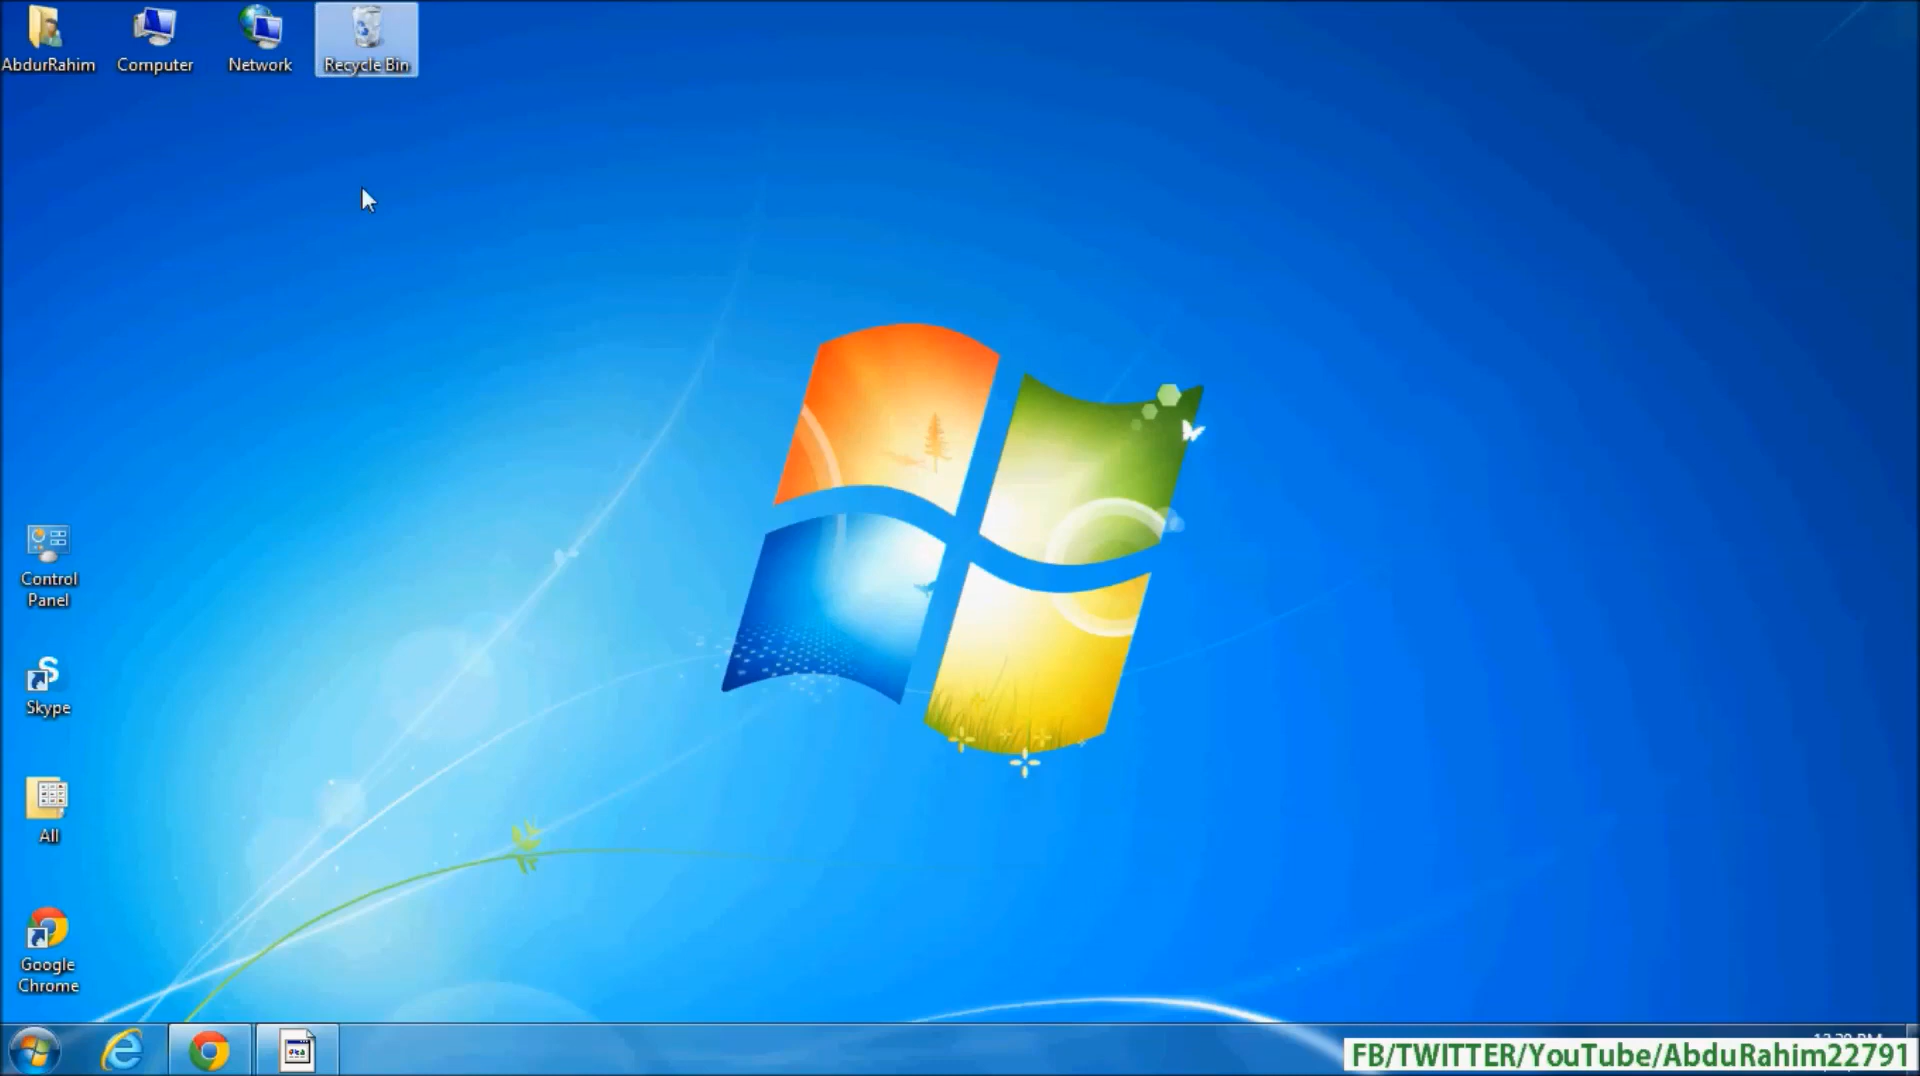 AbdurRahim
Computer
Network
Recycle Bin
Control
Panel
Skype
All
Google
Chrome
FB/TWITTER/YouTube/AbduRahim22791